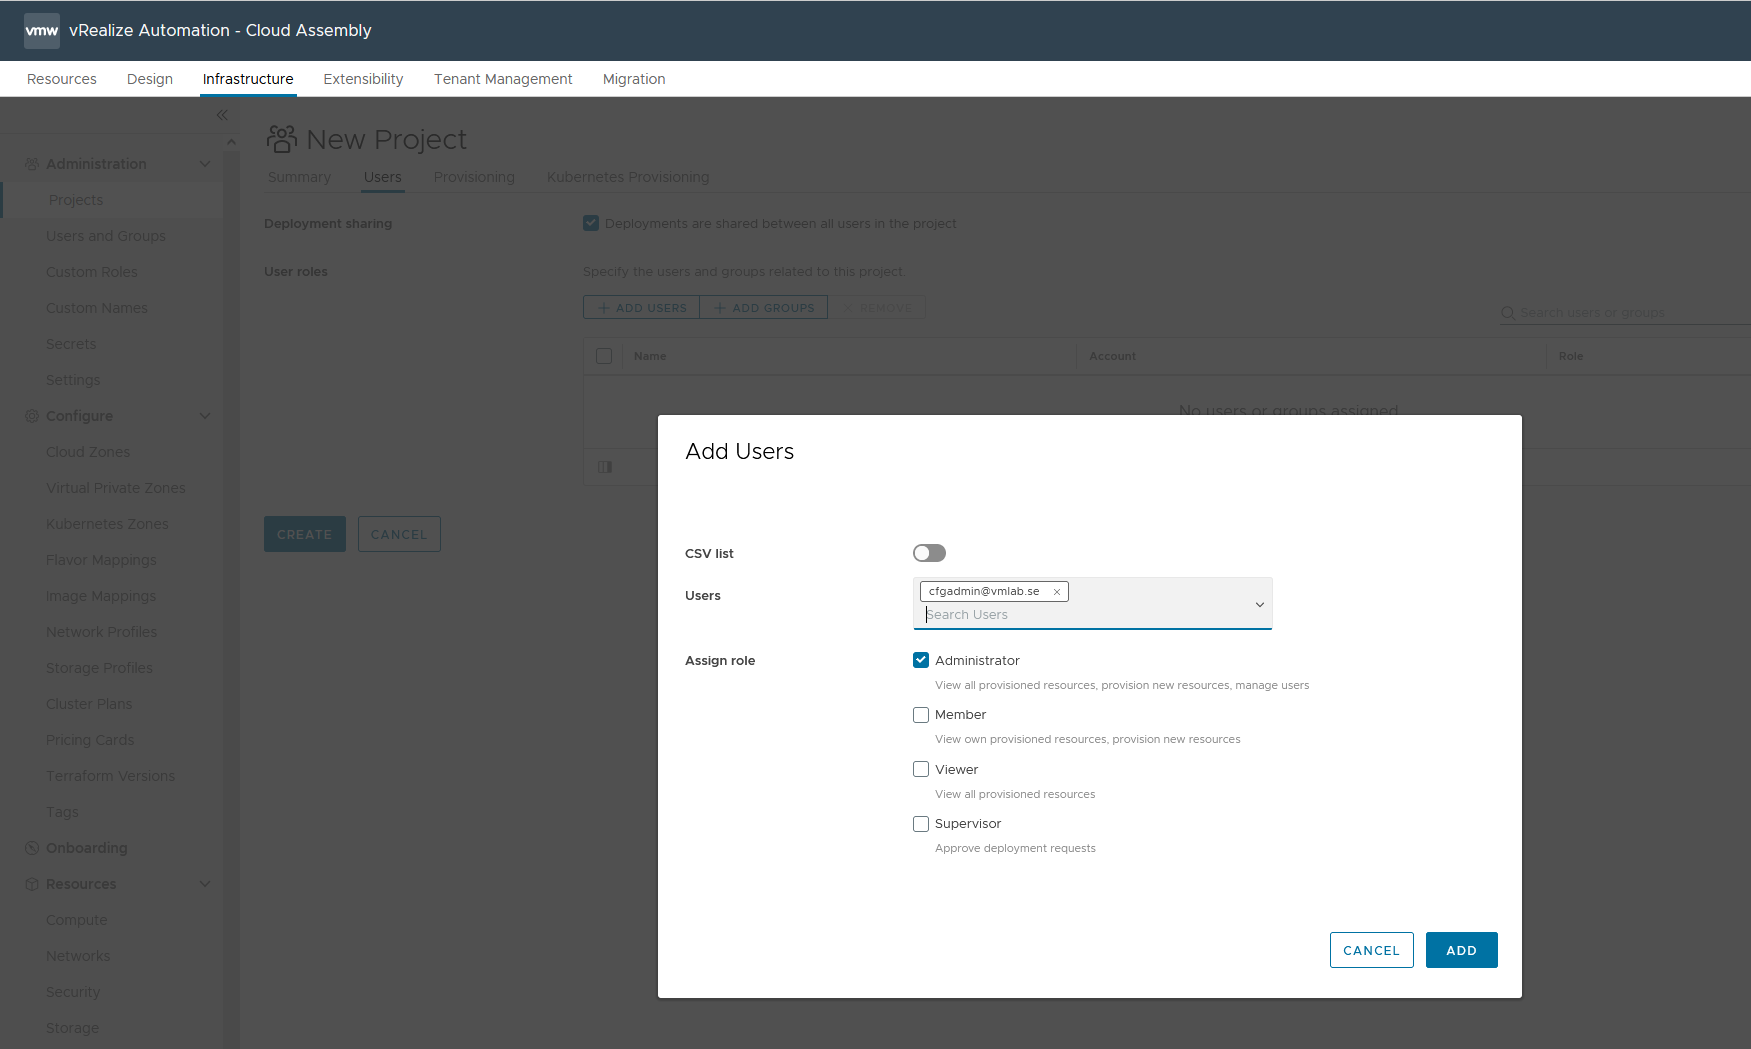 vmw vRealize Automation - Cloud Assembly
Resources Design Infrastructure Extensibility Tenant Management Migration
New Project
Summary Users Provisioning Kubernetes Provisioning
Administration
Projects
Users and Groups
Custom Roles
Custom Names
Secrets
Settings
Configure
Cloud Zones
Virtual Private Zones
Kubernetes Zones
Flavor Mappings
Image Mappings
Network Profiles
Storage Profiles
Cluster Plans
Pricing Cards
Terraform Versions
Tags
Onboarding
Resources
Compute
Networks
Security
Storage
Deployment sharing
Deployments are shared between all users in the project
User roles
Specify the users and groups related to this project.
ADD USERS ADD GROUPS REMOVE
Search users or groups
Name Account Role
No users or groups assigned
CREATE CANCEL
Add Users
CSV list
Users
cfgadmin@vmlab.se
Search Users
Assign role
Administrator
View all provisioned resources, provision new resources, manage users
Member
View own provisioned resources, provision new resources
Viewer
View all provisioned resources
Supervisor
Approve deployment requests
CANCEL ADD